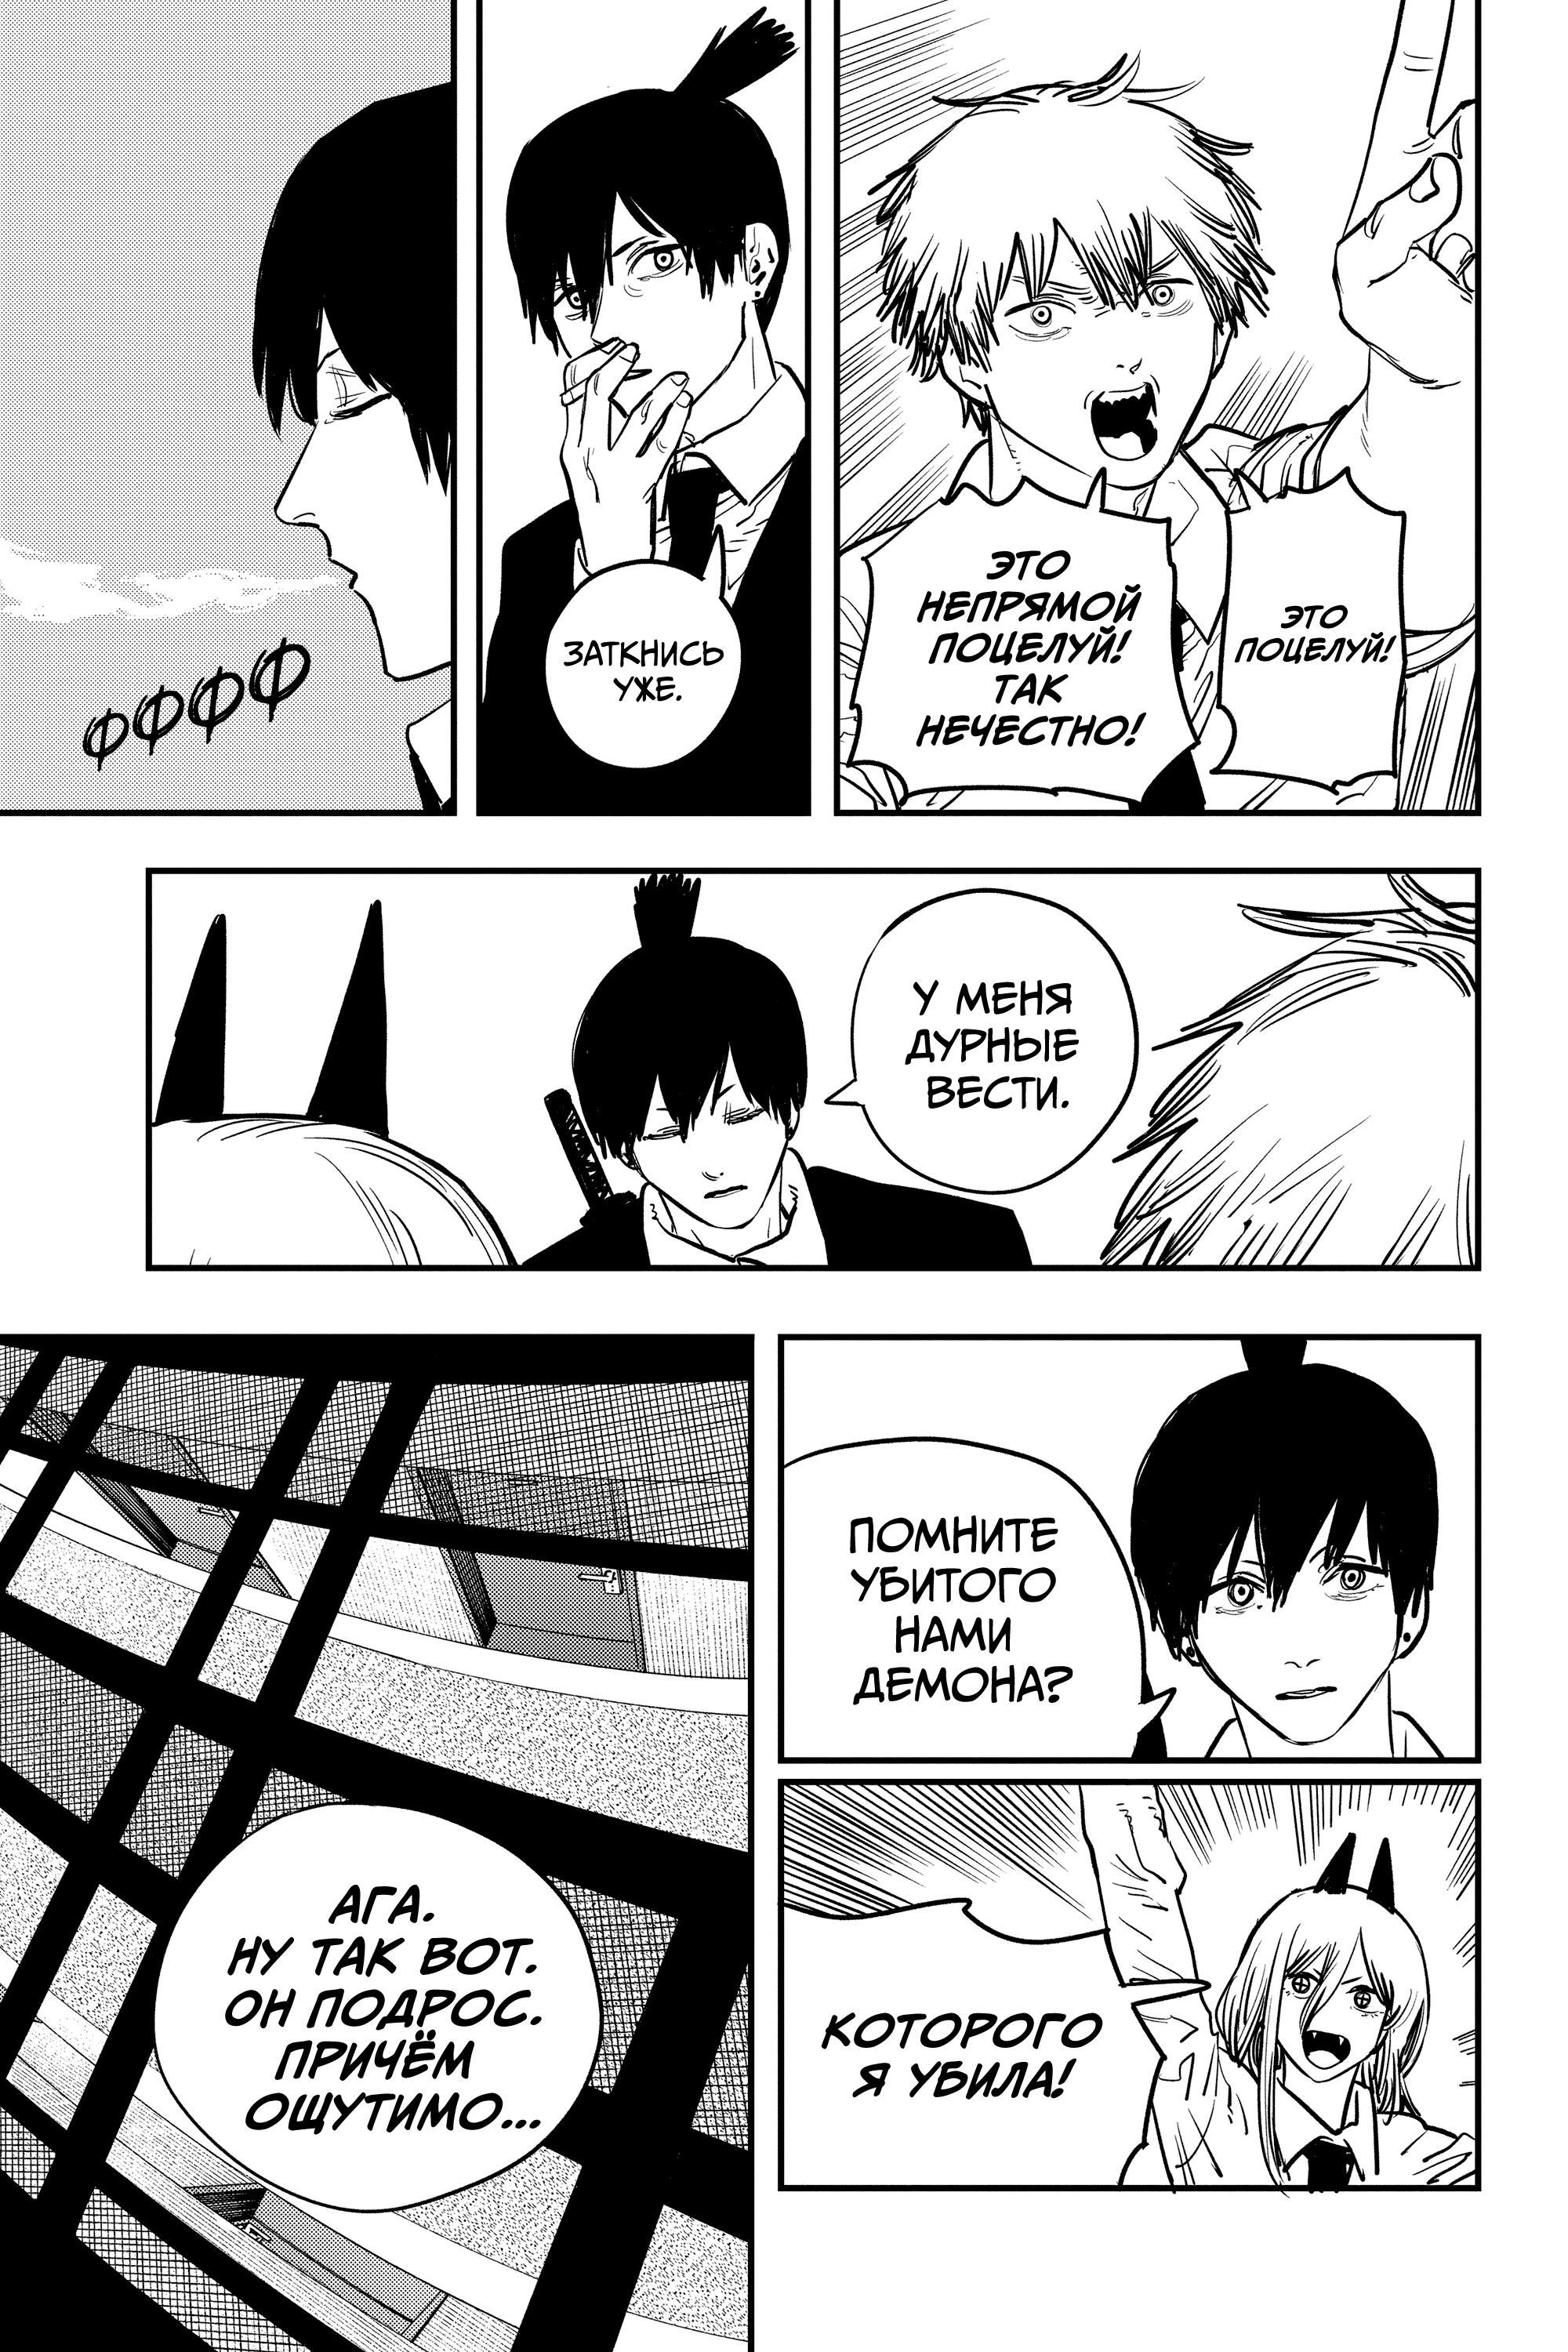 ЭТО
ПОЦЕЛУЙ!
ЭТО
НЕПРЯМОЙ
ПОЦЕЛУЙ!
ТАК
НЕЧЕСТНО!
ЗАТКНИСЬ
УЖЕ.
ФФФФ
У МЕНЯ
ДУРНЫЕ
ВЕСТИ.
ПОМНИТЕ
УБИТОГО
НАМИ
ДЕМОНА?
КОТОРОГО
Я УБИЛА!
АГА.
НУ ТАК ВОТ.
ОН ПОДРОС.
ПРИЧЁМ
ОЩУТИМО...